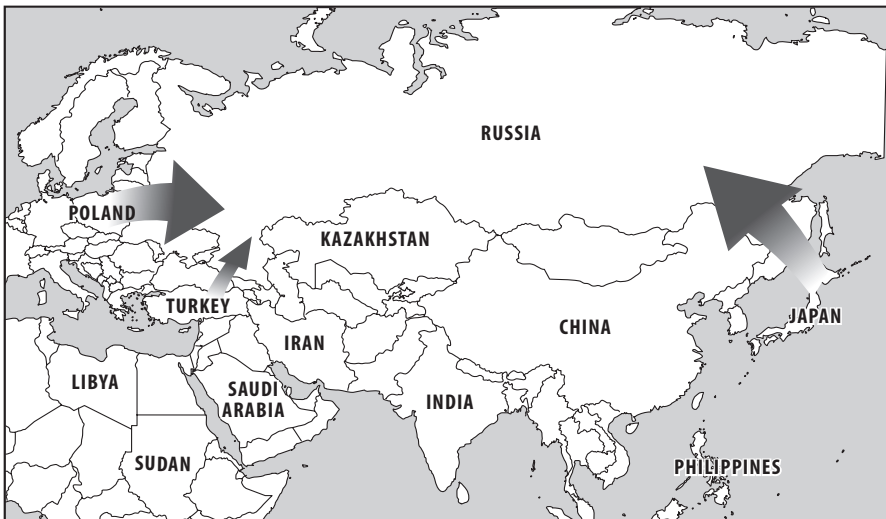 RUSSIA
POLAND
KAZAKHSTAN
TURKEY
JAPAN
CHINA
IRAN
LIBYA
SAUDI
ARABIA
INDIA
SUDAN
PHILIPPINES